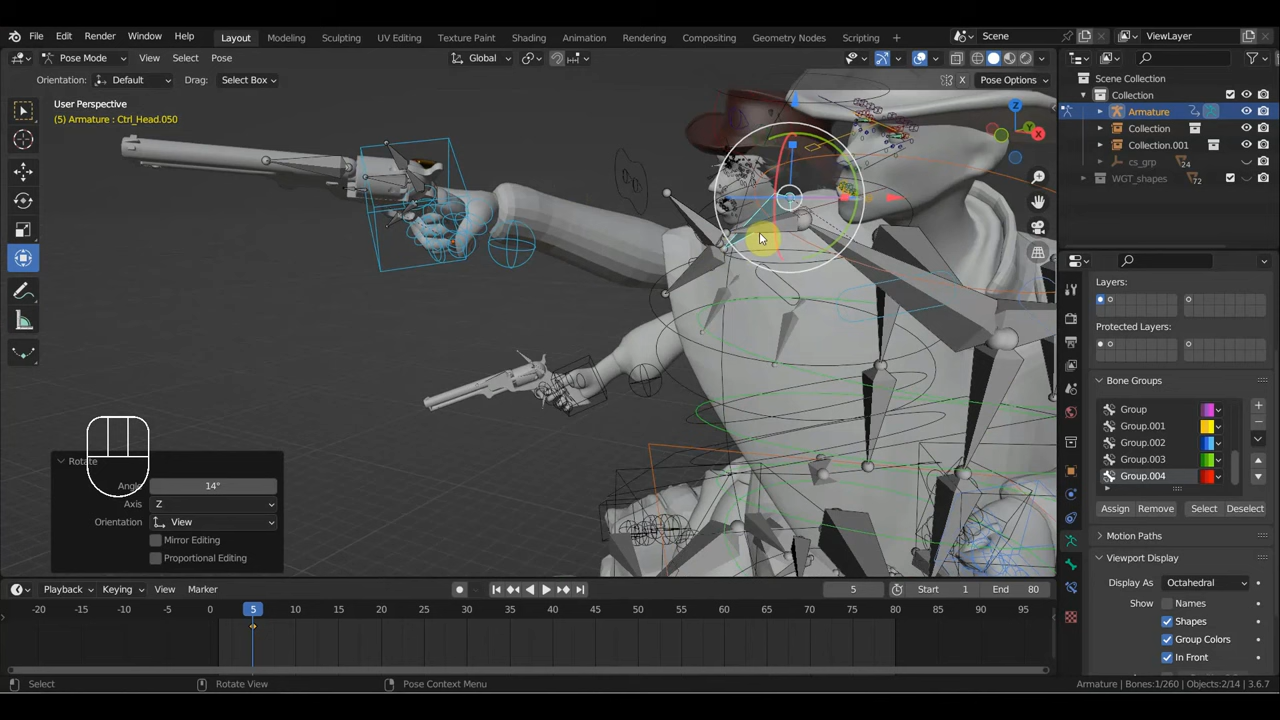 File Edit Render Window Help Layout Modeling Sculpting UV Editing Texture Paint Shading Animation Rendering Compositing Geometry Nodes Scripting + Scene ViewLayer
Pose Mode View Select Pose Global
Orientation: Default Drag: Select Box X Pose Options
User Perspective
(5) Armature : Ctrl_Head.050
Z
X
Y
Scene Collection
Collection
Armature
Collection
Collection.001
cs_grp 24
WGT_shapes 72
Layers:
Protected Layers:
Bone Groups
Group
Group.001
Group.002
Group.003
Group.004
Assign Remove Select Deselect
Motion Paths
Viewport Display
Display As Octahedral
Show Names
Shapes
Group Colors
In Front
Rotate
Angle 14°
Axis Z
Orientation View
Mirror Editing
Proportional Editing
Playback Keying View Marker 5 Start 1 End 80
-20 -15 -10 -5 0 5 10 15 20 25 30 35 40 45 50 55 60 65 70 75 80 85 90 95
Select Rotate View Pose Context Menu Armature | Bones:1/260 | Objects:2/14 | 3.6.7